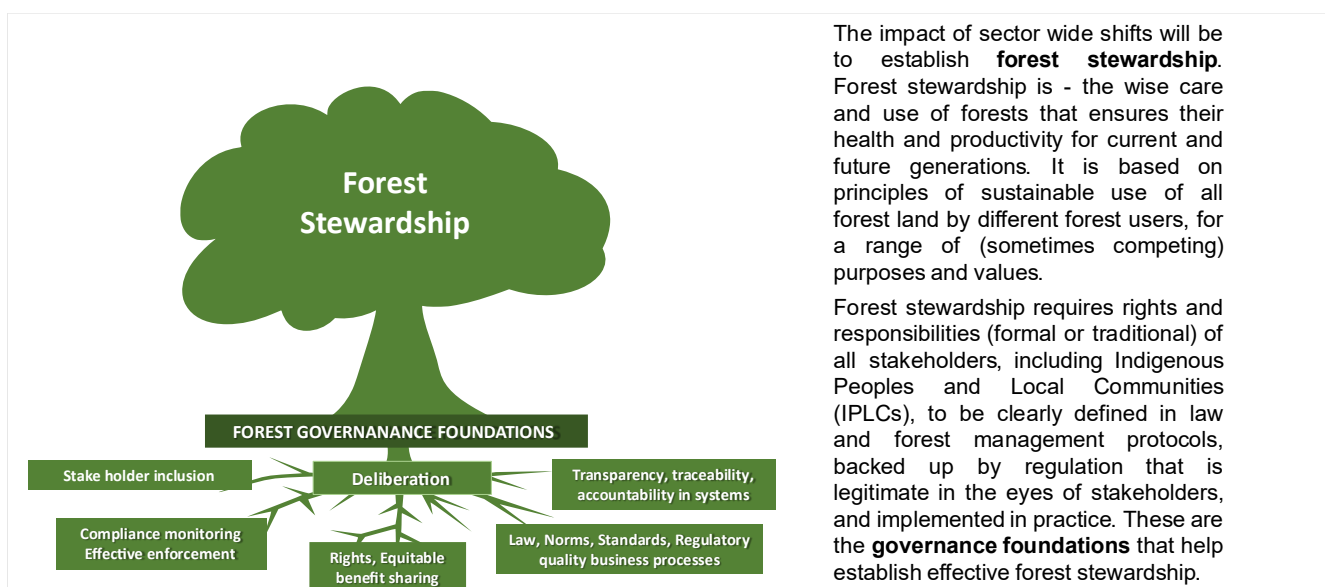 Forest
Stewardship
FOREST GOVERNANANCE FOUNDATIONS
Stake holder inclusion
Deliberation
Transparency, traceability,
accountability in systems
Compliance monitoring
Effective enforcement
Rights, Equitable
benefit sharing
Law, Norms, Standards, Regulatory
quality business processes
The impact of sector wide shifts will be
to establish forest stewardship.
Forest stewardship is - the wise care
and use of forests that ensures their
health and productivity for current and
future generations. It is based on
principles of sustainable use of all
forest land by different forest users, for
a range of (sometimes competing)
purposes and values.
Forest stewardship requires rights and
responsibilities (formal or traditional) of
all stakeholders, including Indigenous
Peoples and Local Communities
(IPLCs), to be clearly defined in law
and forest management protocols,
backed up by regulation that is
legitimate in the eyes of stakeholders,
and implemented in practice. These are
the governance foundations that help
establish effective forest stewardship.